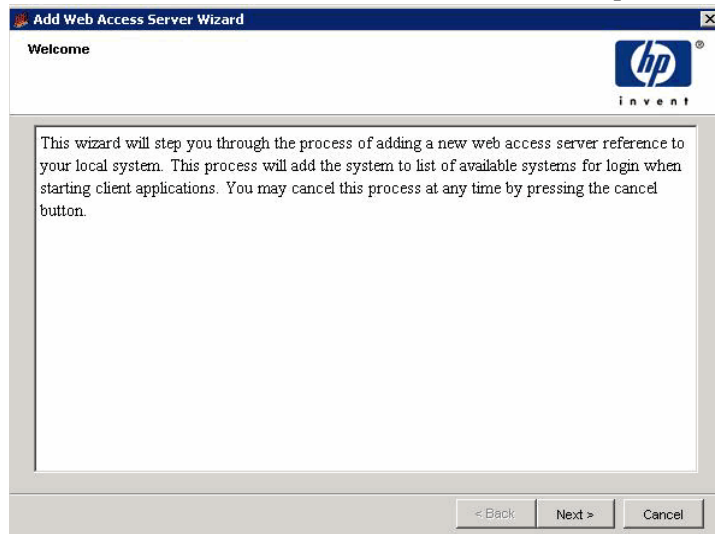 Add Web Access Server Wizard
Welcome
hp
®
invent
This wizard will step you through the process of adding a new web access server reference to
your local system. This process will add the system to list of available systems for login when
starting client applications. You may cancel this process at any time by pressing the cancel
button.
< Back Next > Cancel